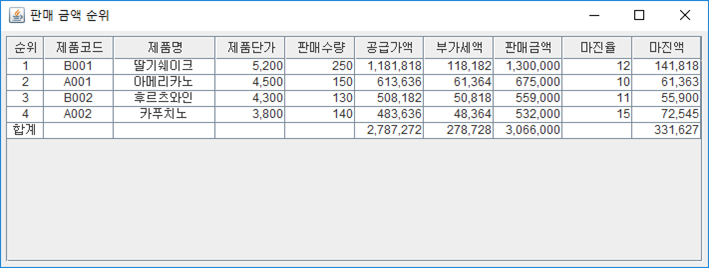 판매 금액 순위
순위 제품코드 제품명 제품단가 판매수량 공급가액 부가세액 판매금액 마진율 마진액
1 B001 딸기쉐이크 5,200 250 1,181,818 118,182 1,300,000 12 141,818
2 A001 아메리카노 4,500 150 613,636 61,364 675,000 10 61,363
3 B002 후르츠와인 4,300 130 508,182 50,818 559,000 11 55,900
4 A002 카푸치노 3,800 140 483,636 48,364 532,000 15 72,545
합계 2,787,272 278,728 3,066,000 331,627